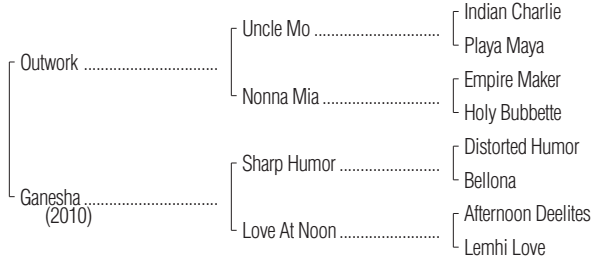 Indian Charlie
Uncle Mo
Playa Maya
Outwork
Empire Maker
Nonna Mia
Holy Bubbette
Distorted Humor
Sharp Humor
Bellona
Ganesha
(2010)
Afternoon Deelites
Love At Noon
Lemhi Love